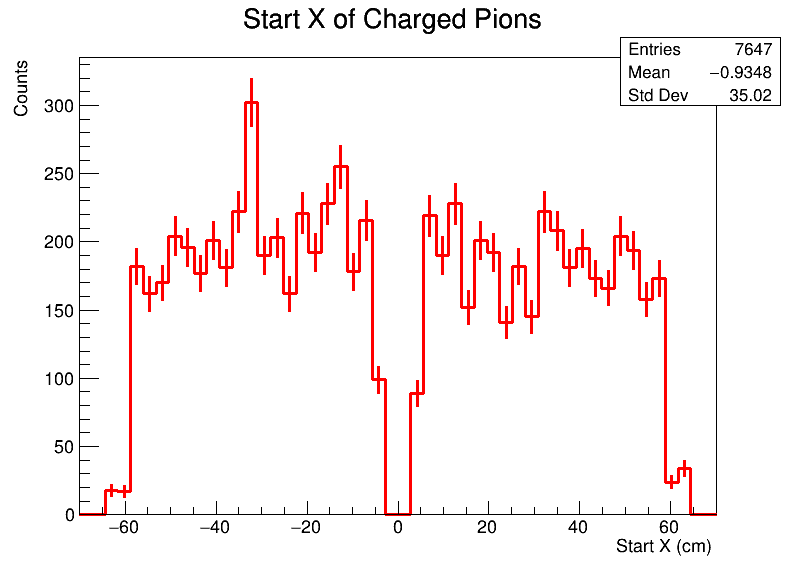 Start X of Charged Pions
Entries 7647
Mean −0.9348
Std Dev 35.02
Counts
300
250
200
150
100
50
0
−60 −40 −20 0 20 40 60
Start X (cm)